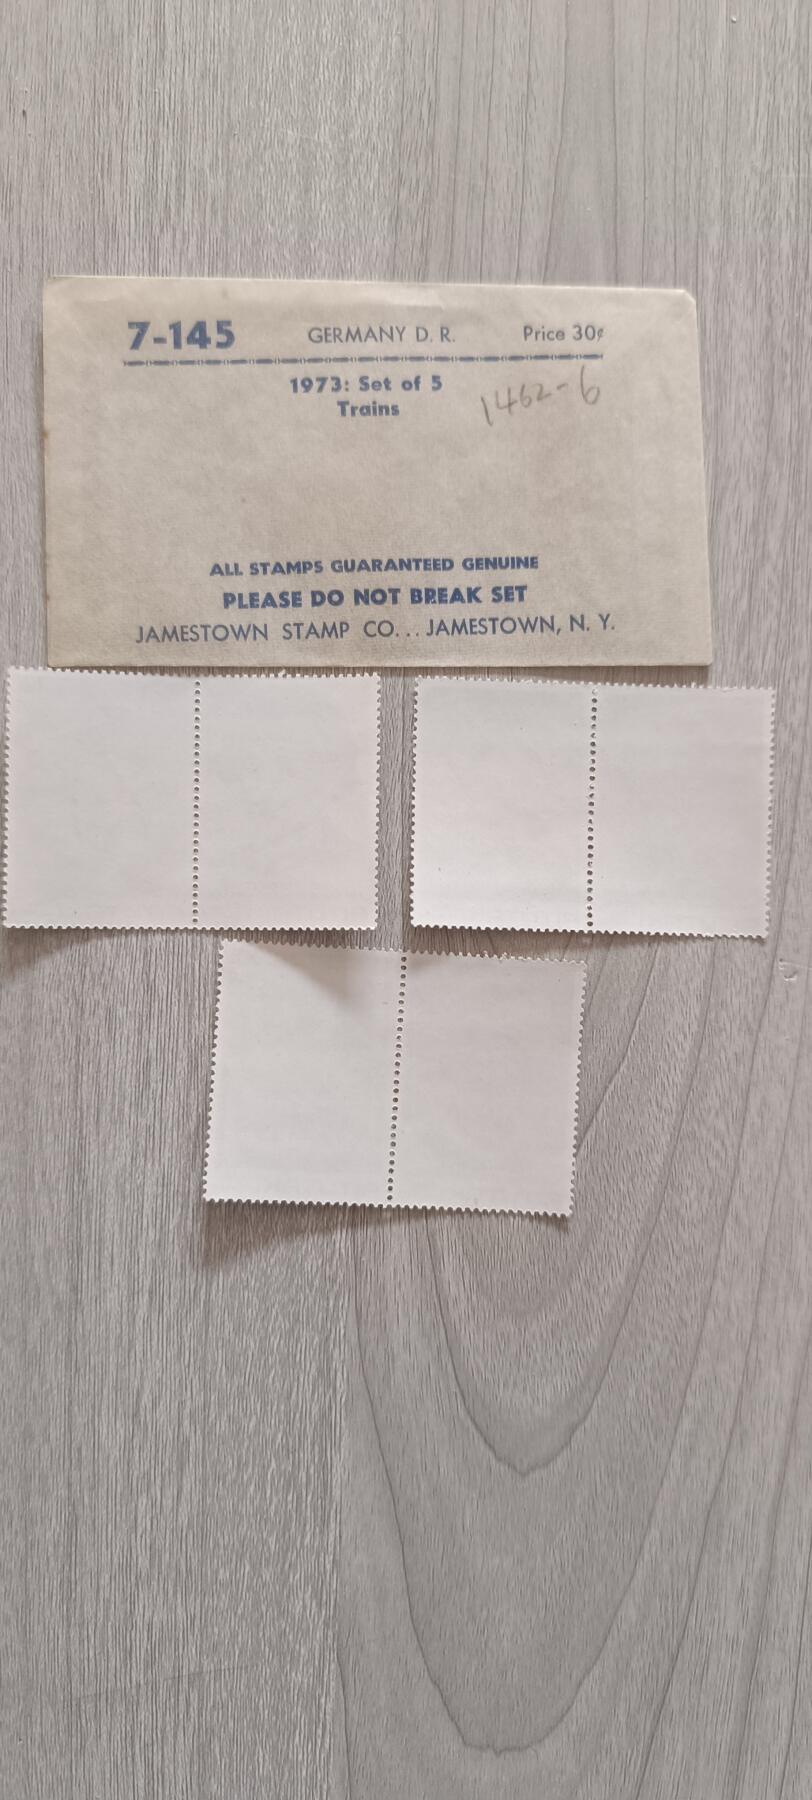 7-145 GERMANY D. R. Price 30¢
1973: Set of 5
Trains
1462-6
ALL STAMPS GUARANTEED GENUINE
PLEASE DO NOT BREAK SET
JAMESTOWN STAMP CO... JAMESTOWN, N. Y.